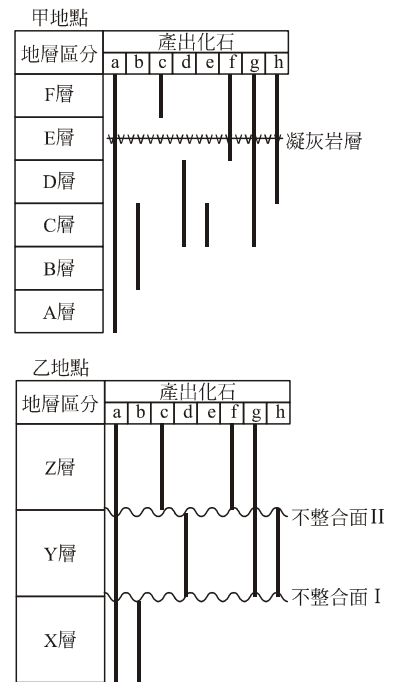 甲地點
地層區分 產出化石
a b c d e f g h
F層
E層 凝灰岩層
D層
C層
B層
A層
乙地點
地層區分 產出化石
a b c d e f g h
Z層
不整合面II
Y層
不整合面I
X層